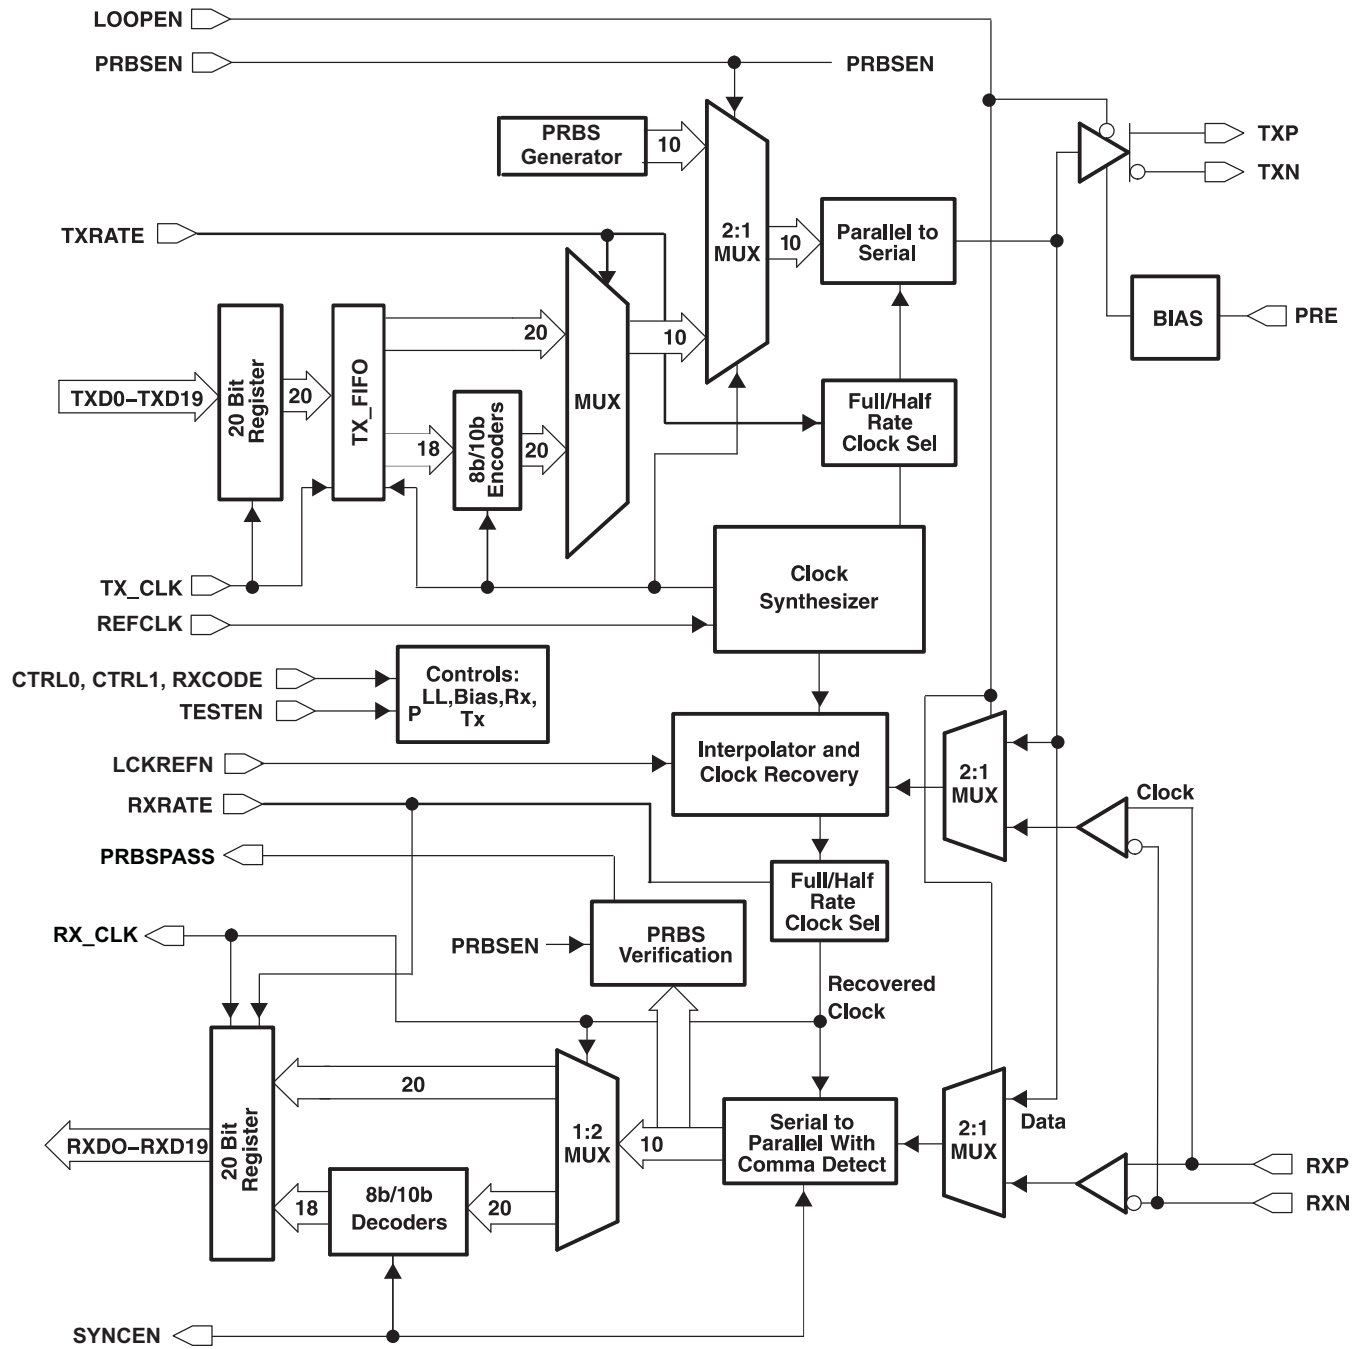 LOOPEN
PRBSEN
PRBSEN
PRBS
Generator
10
TXP
TXN
TXRATE
2:1
MUX
10
Parallel to
Serial
BIAS
PRE
TXD0–TXD19
20 Bit
Register
20
TX_FIFO
20
18
8b/10b
Encoders
20
MUX
10
Full/Half
Rate
Clock Sel
TX_CLK
REFCLK
Clock
Synthesizer
CTRL0, CTRL1, RXCODE
TESTEN
Controls:
LL,Bias,Rx,
P
Tx
LCKREFN
Interpolator and
Clock Recovery
2:1
MUX
Clock
RXRATE
PRBSPASS
Full/Half
Rate
Clock Sel
RX_CLK
PRBSEN
PRBS
Verification
Recovered
Clock
20
RXDO–RXD19
20 Bit
Register
1:2
MUX
10
Serial to
Parallel With
Comma Detect
2:1
MUX
Data
18
8b/10b
Decoders
20
RXP
RXN
SYNCEN